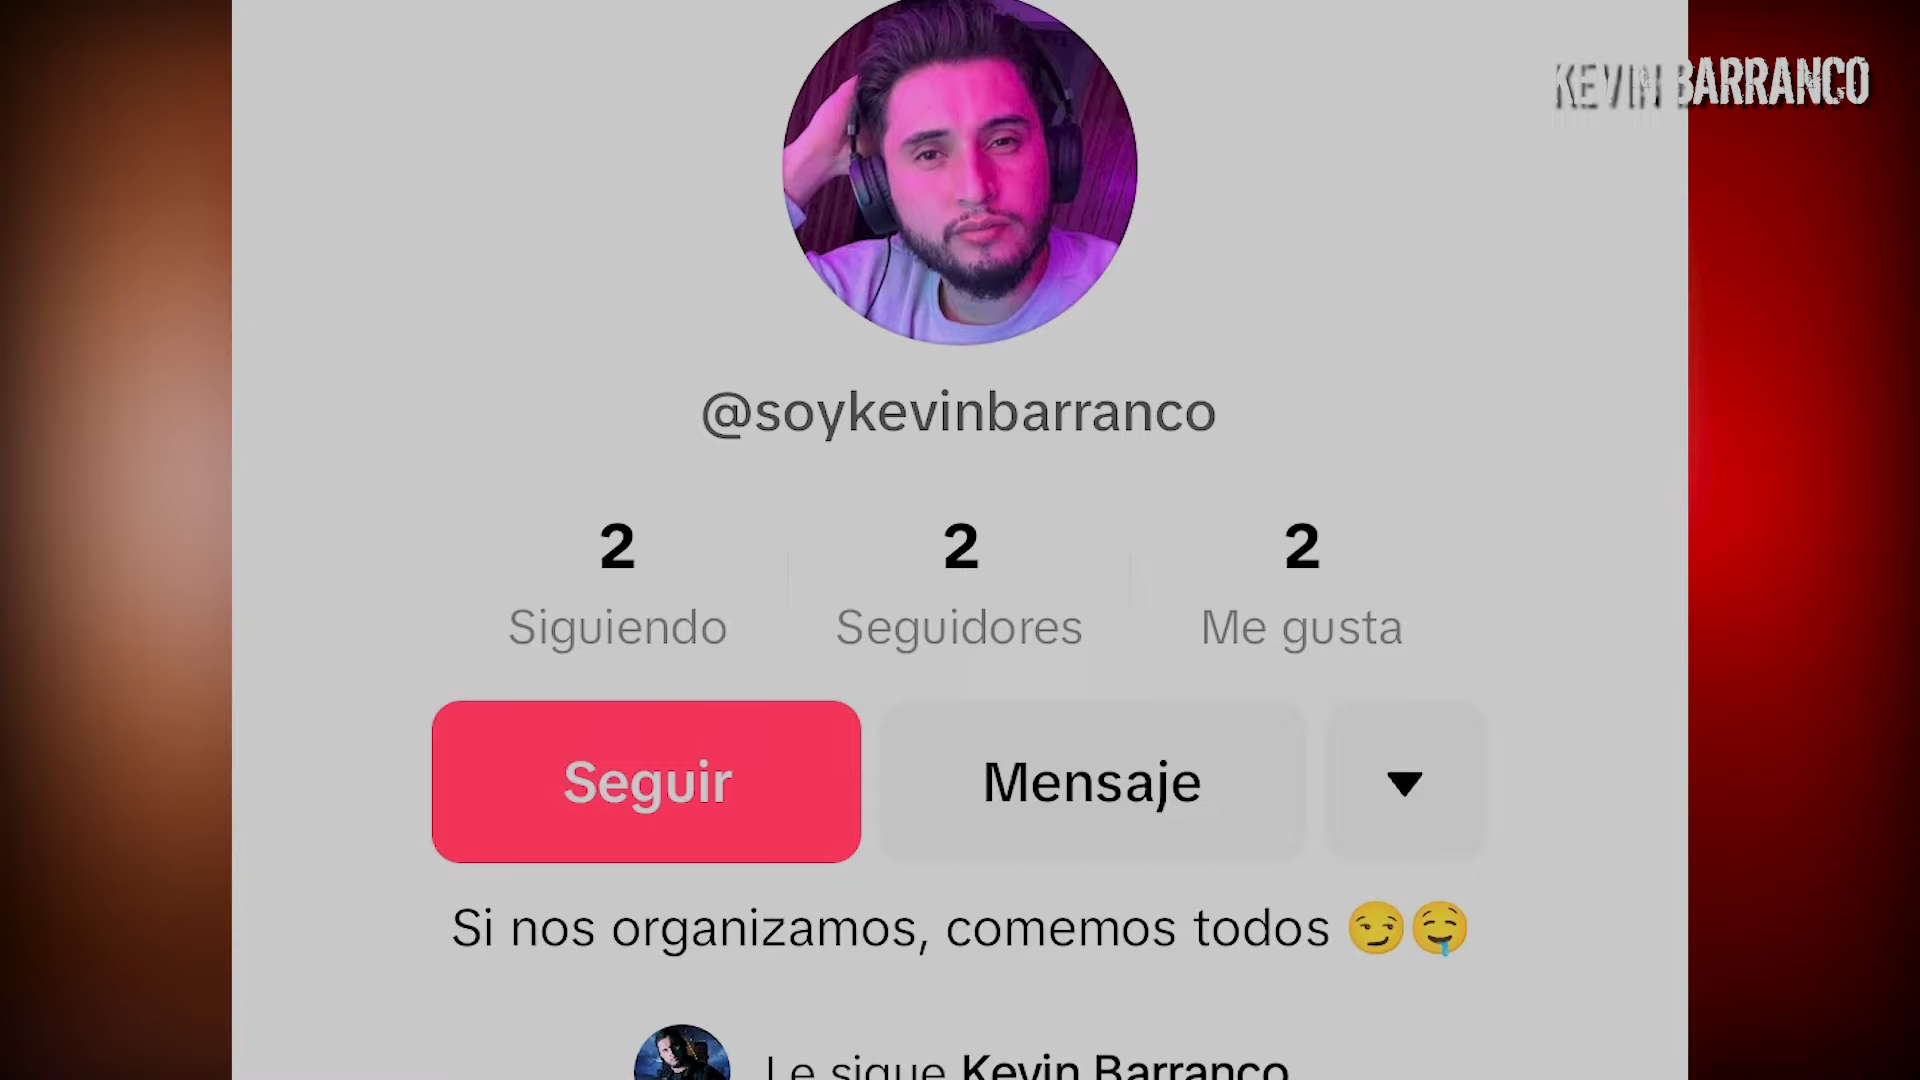 KEVIN BARRANCO
@soykevinbarranco
2 2 2
Siguiendo Seguidores Me gusta
Seguir Mensaje
Si nos organizamos, comemos todos 😏🤤
Le sigue Kevin Barranco